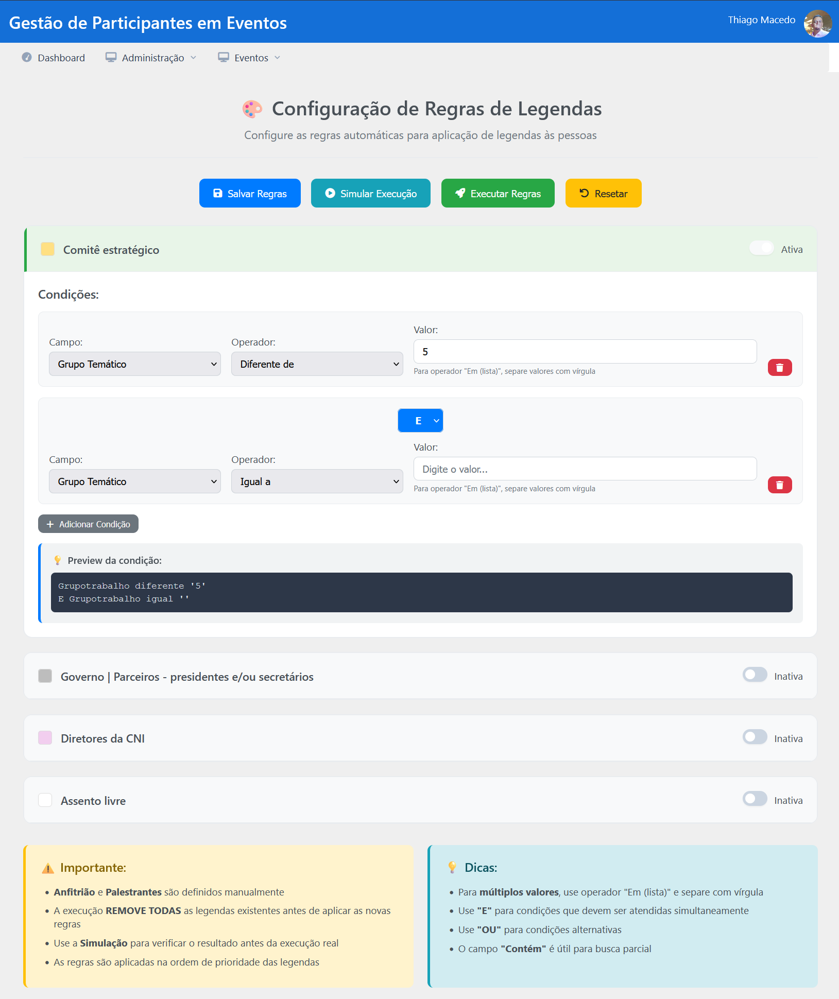 Gestão de Participantes em Eventos
Thiago Macedo
Dashboard
Administração
Eventos
Configuração de Regras de Legendas
Configure as regras automáticas para aplicação de legendas às pessoas
Salvar Regras
Simular Execução
Executar Regras
Resetar
Comitê estratégico
Ativa
Condições:
Campo:
Operador:
Valor:
Grupo Temático
Diferente de
5
Para operador "Em (lista)", separe valores com vírgula
E
Campo:
Operador:
Valor:
Grupo Temático
Igual a
Digite o valor...
Para operador "Em (lista)", separe valores com vírgula
+ Adicionar Condição
Preview da condição:
Grupotrabalho diferente '5'
E Grupotrabalho igual ''
Governo | Parceiros - presidentes e/ou secretários
Inativa
Diretores da CNI
Inativa
Assento livre
Inativa
Importante:
• Anfitrião e Palestrantes são definidos manualmente
• A execução REMOVE TODAS as legendas existentes antes de aplicar as novas
regras
• Use a Simulação para verificar o resultado antes da execução real
• As regras são aplicadas na ordem de prioridade das legendas
Dicas:
• Para múltiplos valores, use operador "Em (lista)" e separe com vírgula
• Use "E" para condições que devem ser atendidas simultaneamente
• Use "OU" para condições alternativas
• O campo "Contém" é útil para busca parcial